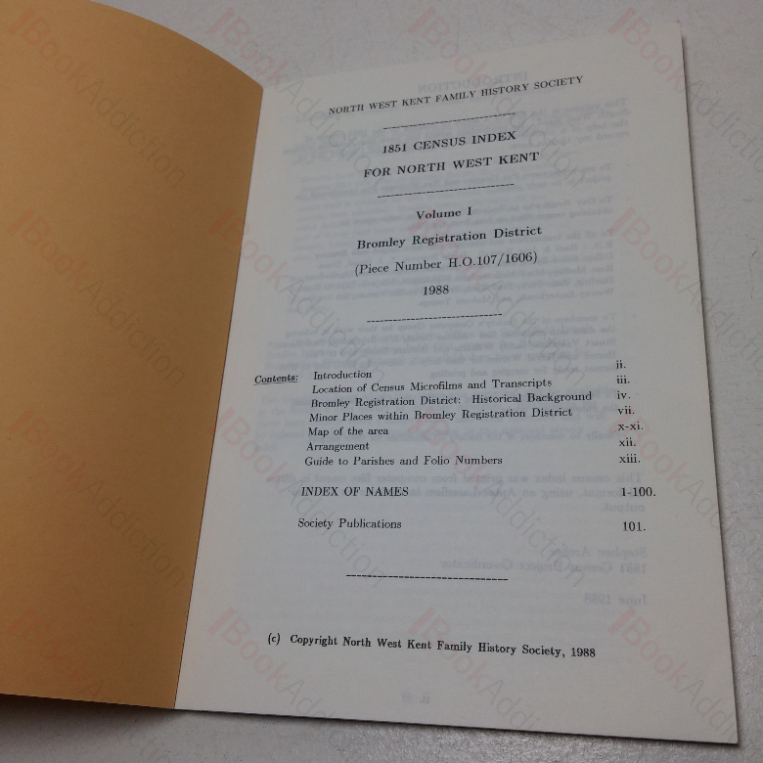 NORTH WEST KENT FAMILY HISTORY SOCIETY
1851 CENSUS INDEX
FOR NORTH WEST KENT
Volume I
Bromley Registration District
(Piece Number H.O.107/1606)
1988
Contents: Introduction ii.
Location of Census Microfilms and Transcripts iii.
Bromley Registration District: Historical Background iv.
Minor Places within Bromley Registration District vii.
Map of the area x-xi.
Arrangement xii.
Guide to Parishes and Folio Numbers xiii.
INDEX OF NAMES 1-100.
Society Publications 101.
(c) Copyright North West Kent Family History Society, 1988
BookAddiction